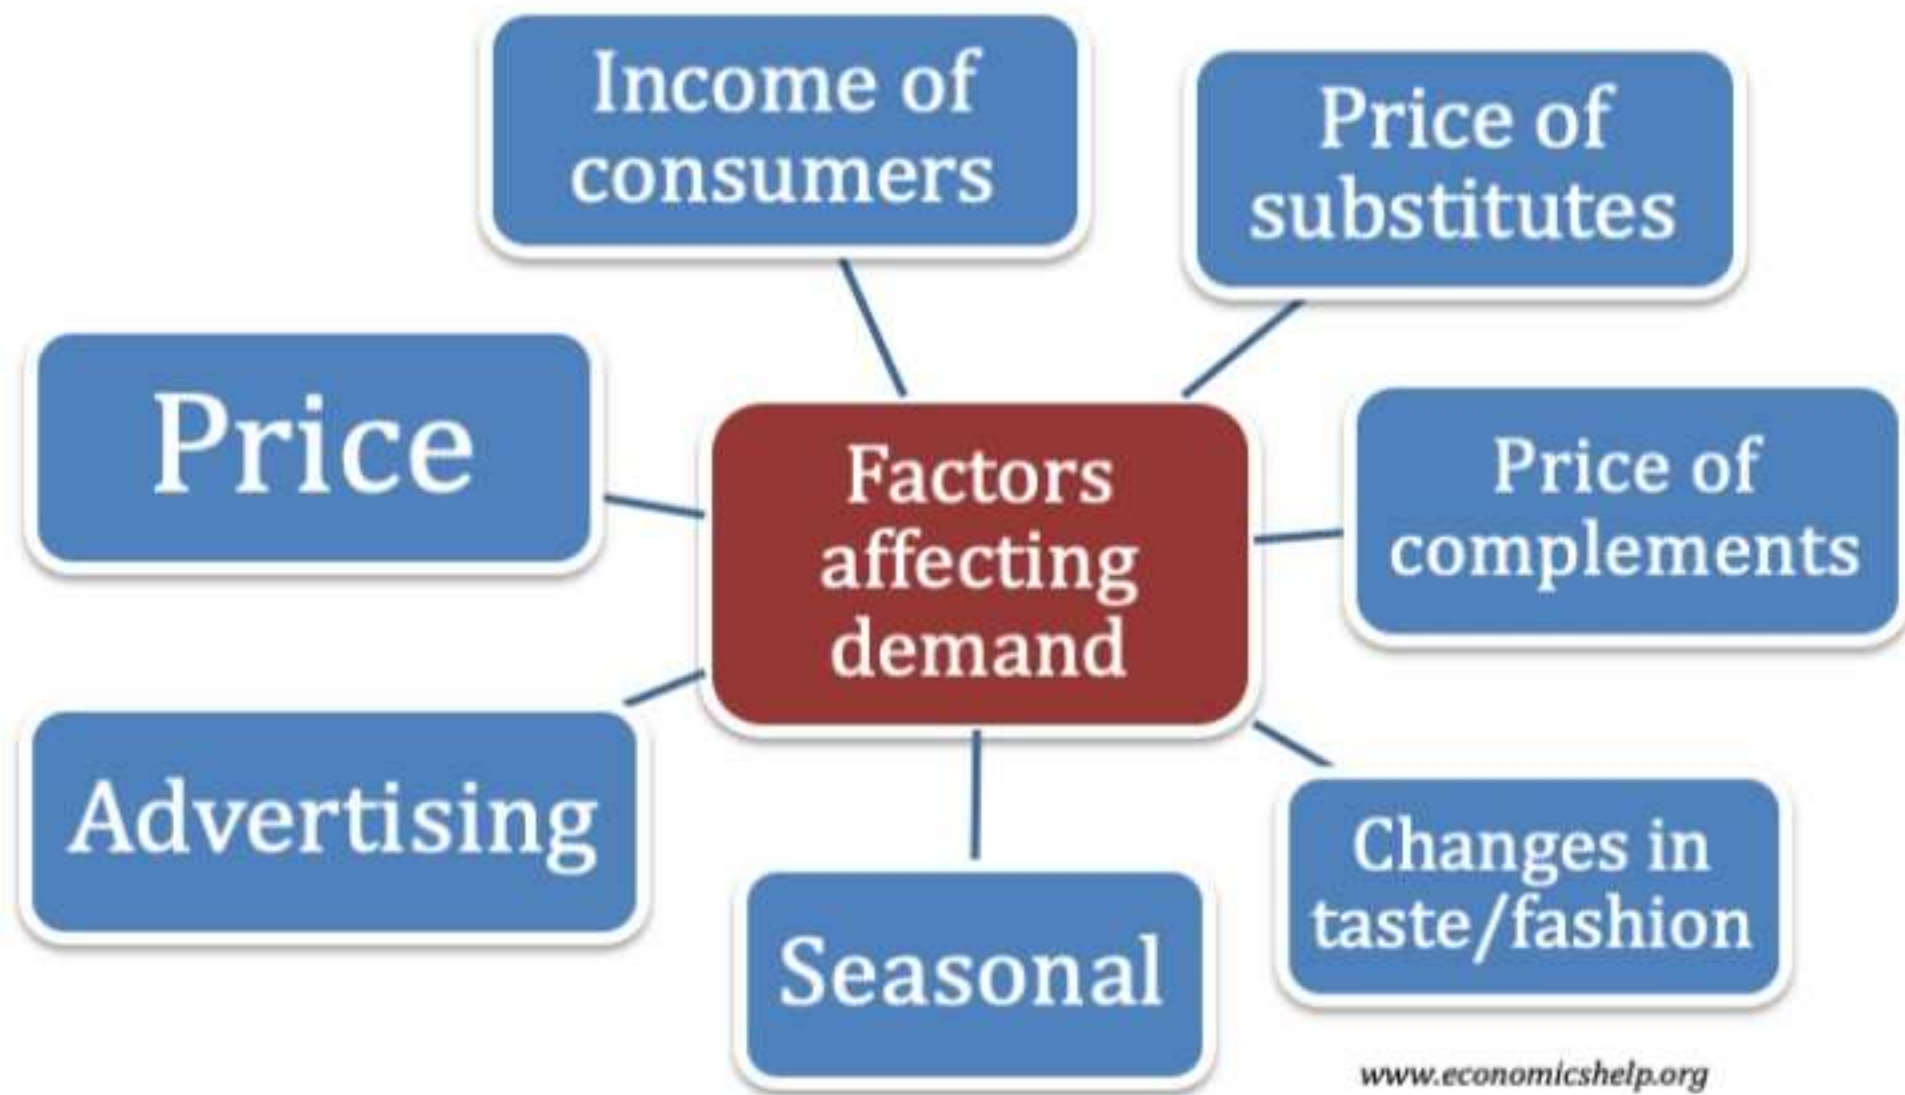 Income of
consumers
Price of
substitutes
Price
Factors
affecting
demand
Price of
complements
Advertising
Seasonal
Changes in
taste/fashion
www.economicshelp.org